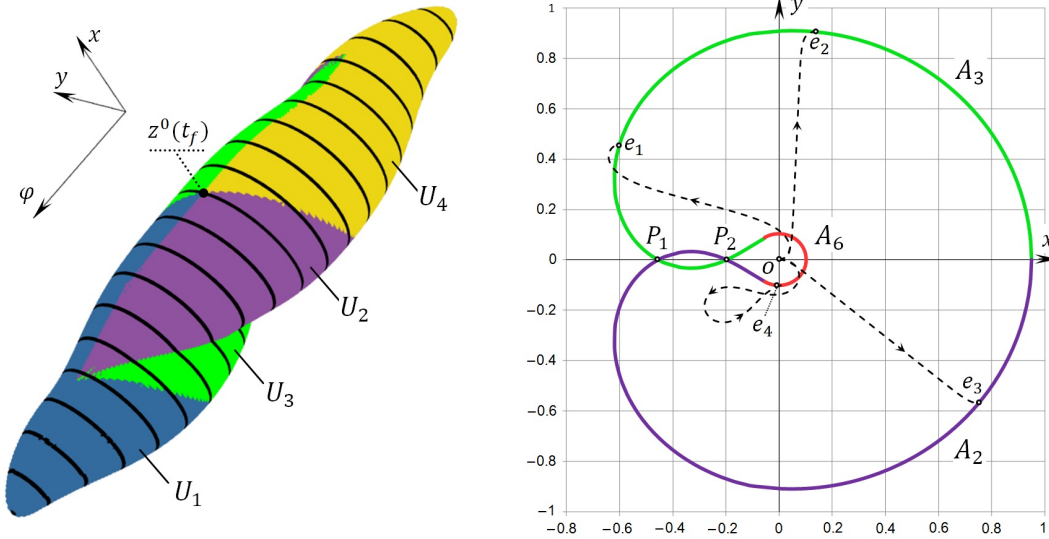 x
y
z⁰(t_f)
φ
U₄
U₂
U₃
U₁
1
0.8
0.6
0.4
0.2
0
−0.2
−0.4
−0.6
−0.8
−1
y
e₂
A₃
e₁
P₁
P₂
A₆
o
x
e₄
e₃
A₂
−0.8
−0.6
−0.4
−0.2
0
0.2
0.4
0.6
0.8
1